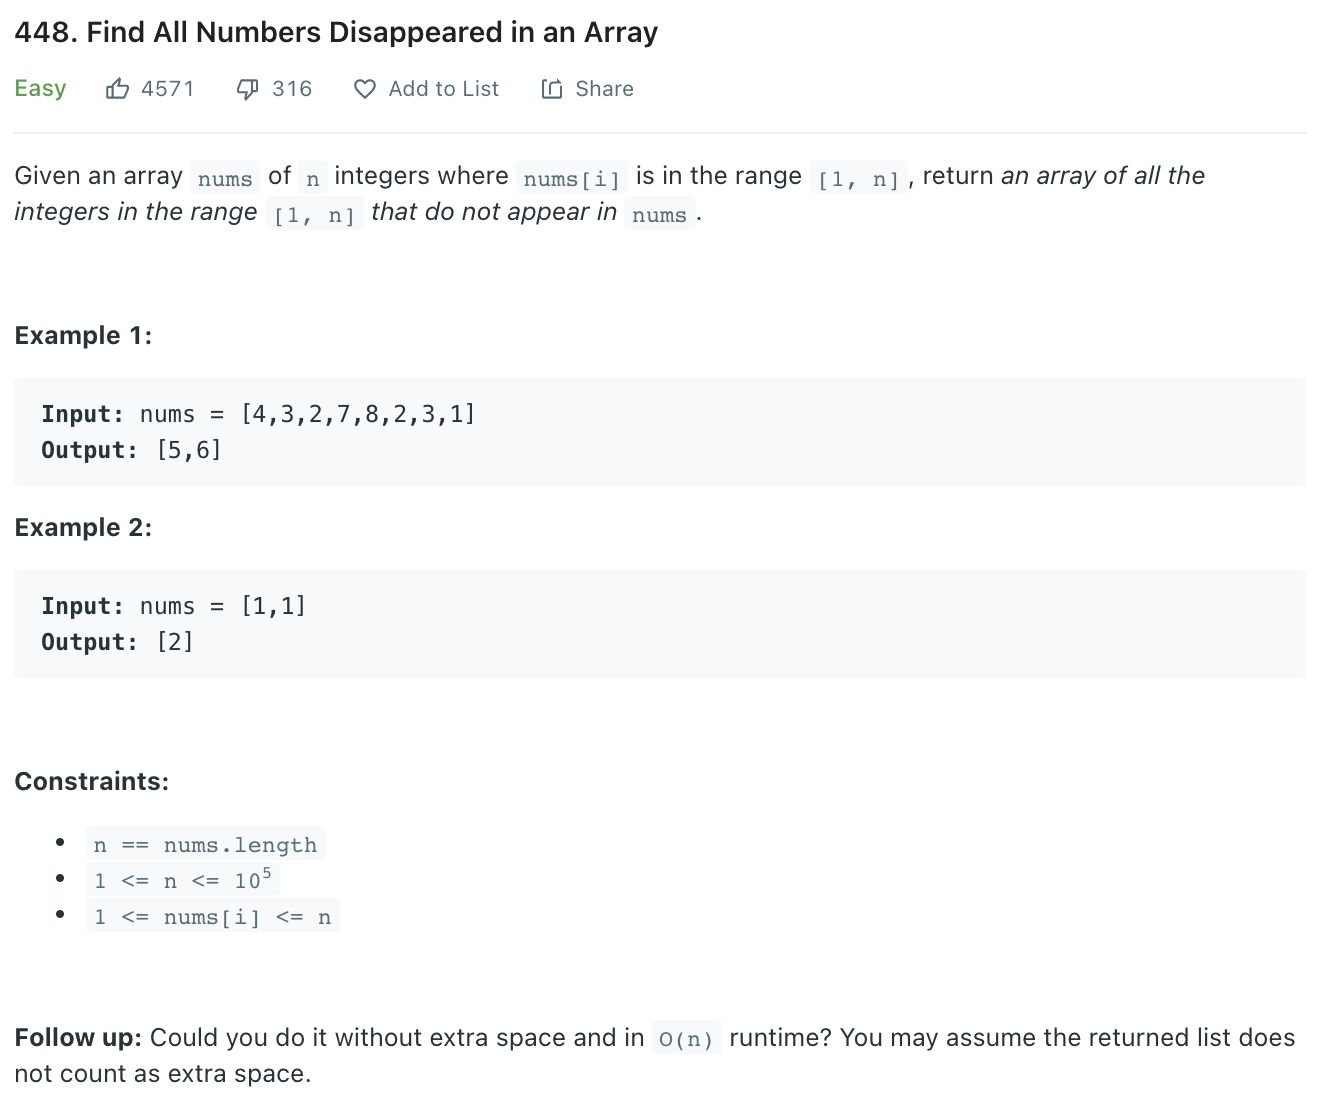 448. Find All Numbers Disappeared in an Array
Easy 4571 316 Add to List Share
Given an array nums of n integers where nums[i] is in the range [1, n], return an array of all the
integers in the range [1, n] that do not appear in nums.
Example 1:
Input: nums = [4,3,2,7,8,2,3,1]
Output: [5,6]
Example 2:
Input: nums = [1,1]
Output: [2]
Constraints:
• n == nums.length
• 1 <= n <= 10⁵
• 1 <= nums[i] <= n
Follow up: Could you do it without extra space and in O(n) runtime? You may assume the returned list does
not count as extra space.